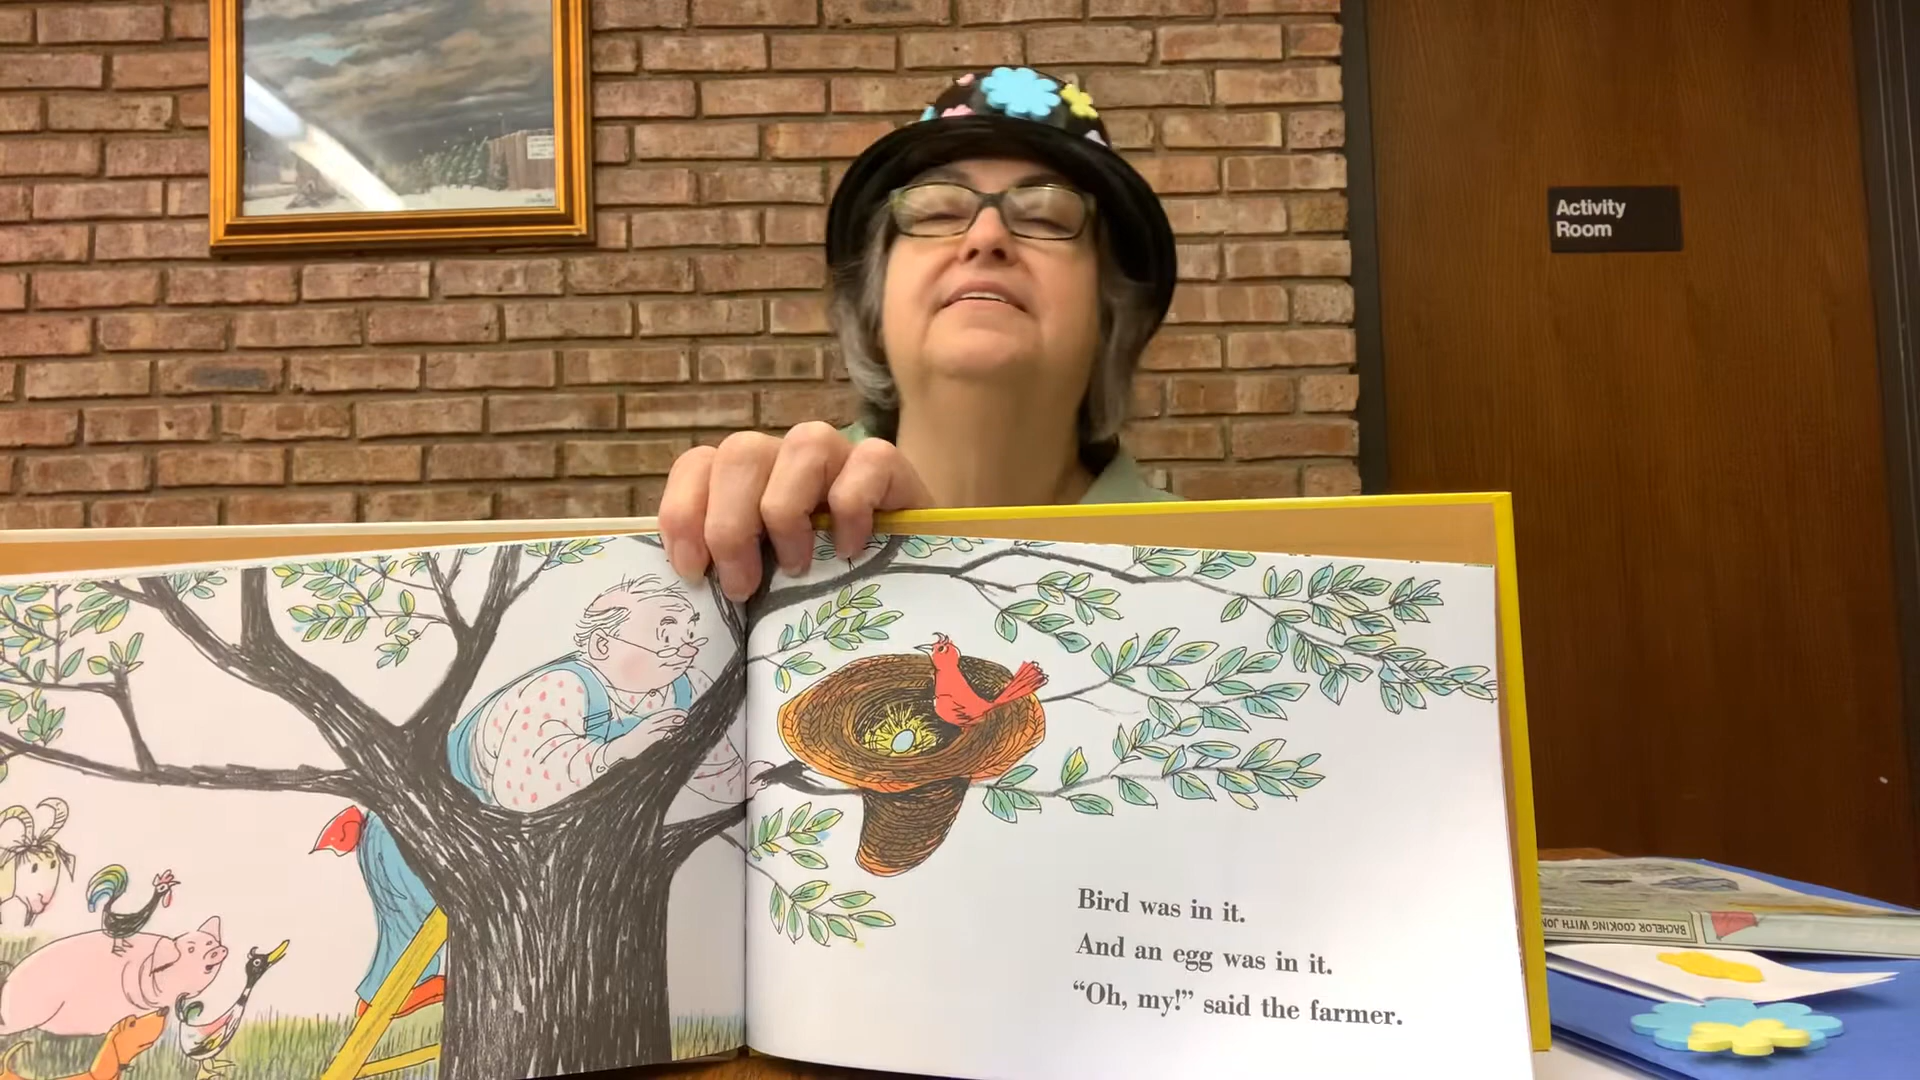 Activity
Room
Bird was in it.
And an egg was in it.
“Oh, my!” said the farmer.
BACHELOR COOKING WITH JON